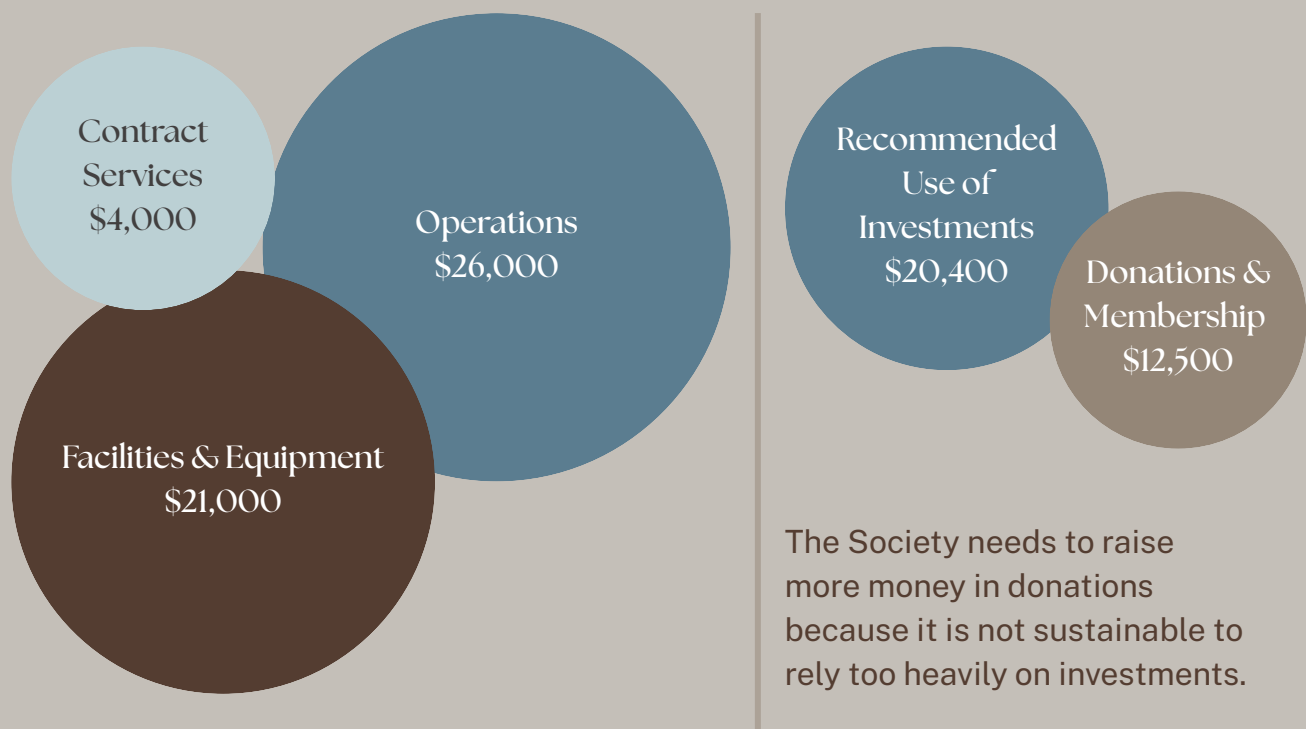 Contract
Services
$4,000
Operations
$26,000
Facilities & Equipment
$21,000
Recommended
Use of
Investments
$20,400
Donations &
Membership
$12,500
The Society needs to raise
more money in donations
because it is not sustainable to
rely too heavily on investments.